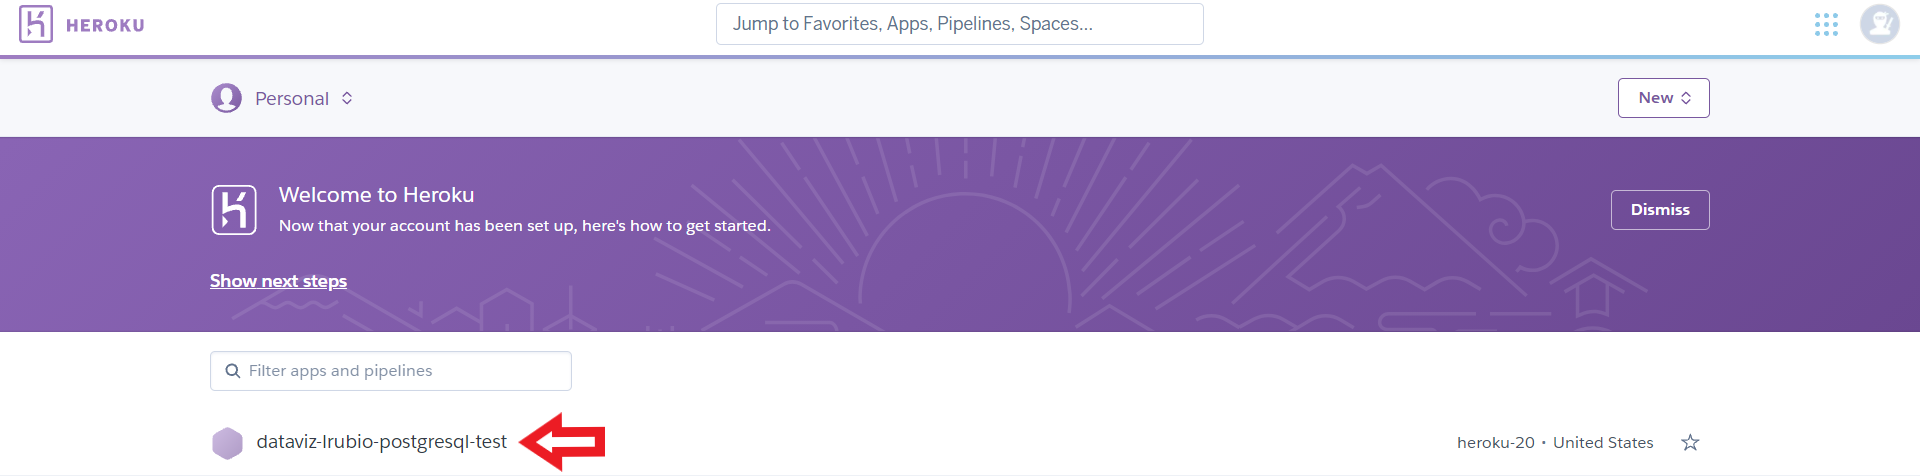 HEROKU
Jump to Favorites, Apps, Pipelines, Spaces...
Personal
New
Welcome to Heroku
Now that your account has been set up, here's how to get started.
Dismiss
Show next steps
Filter apps and pipelines
dataviz-lrubio-postgresql-test
heroku-20 • United States